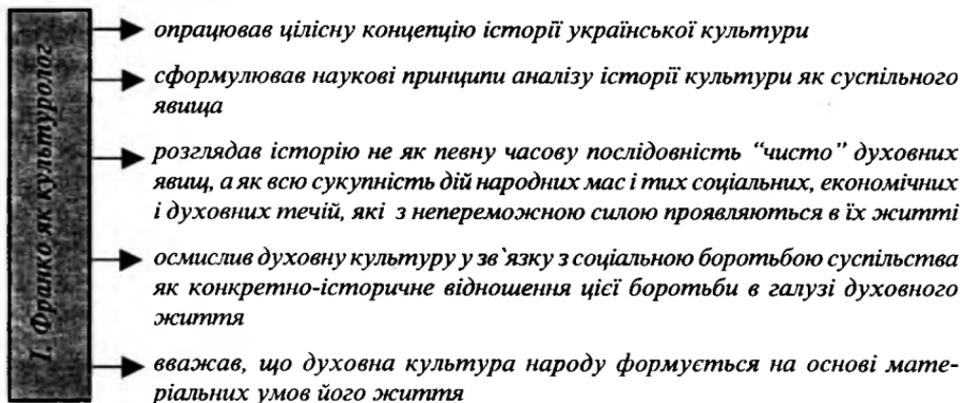 І. Франко як культуролог
опрацював цілісну концепцію історії української культури
сформулював наукові принципи аналізу історії культури як суспільного
явища
розглядав історію не як певну часову послідовність “чисто” духовних
явищ, а як всю сукупність дій народних мас і тих соціальних, економічних
і духовних течій, які з непереможною силою проявляються в їх житті
осмислив духовну культуру у зв`язку з соціальною боротьбою суспільства
як конкретно-історичне відношення цієї боротьби в галузі духовного
життя
вважав, що духовна культура народу формується на основі мате-
ріальних умов його життя